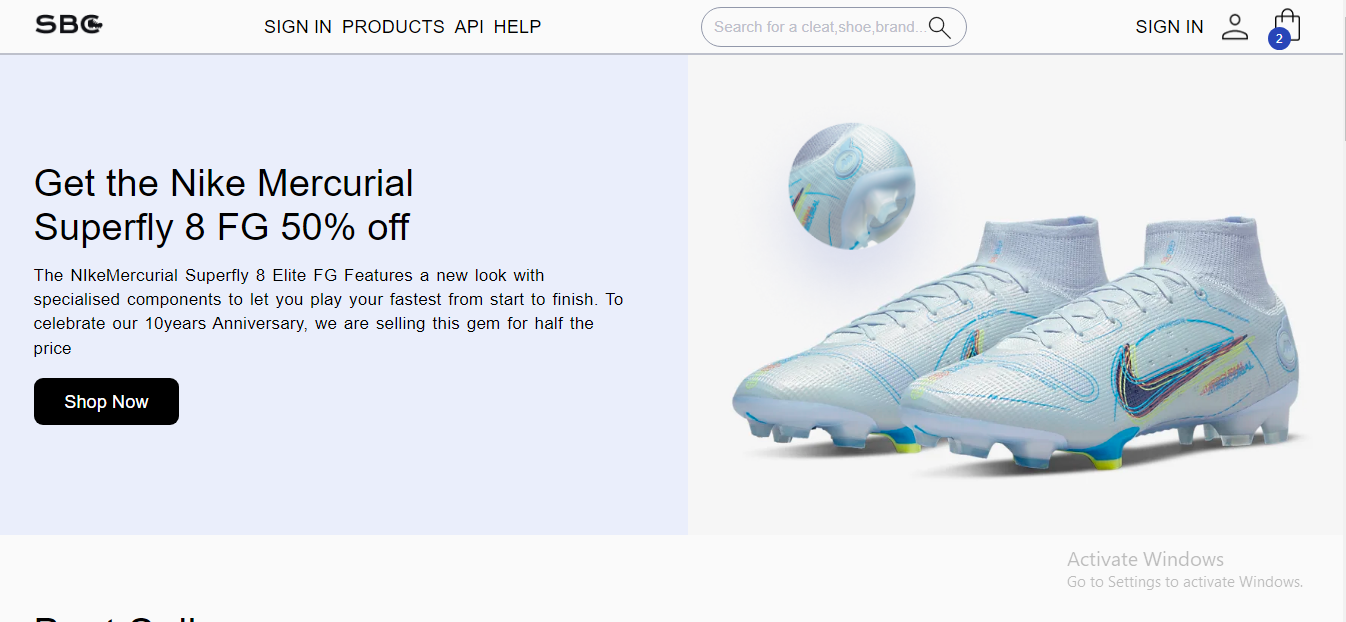 SBC
SIGN IN PRODUCTS API HELP
Search for a cleat,shoe,brand...
SIGN IN
2
Get the Nike Mercurial
Superfly 8 FG 50% off
The NIkeMercurial Superfly 8 Elite FG Features a new look with
specialised components to let you play your fastest from start to finish. To
celebrate our 10years Anniversary, we are selling this gem for half the
price
Shop Now
Activate Windows
Go to Settings to activate Windows.